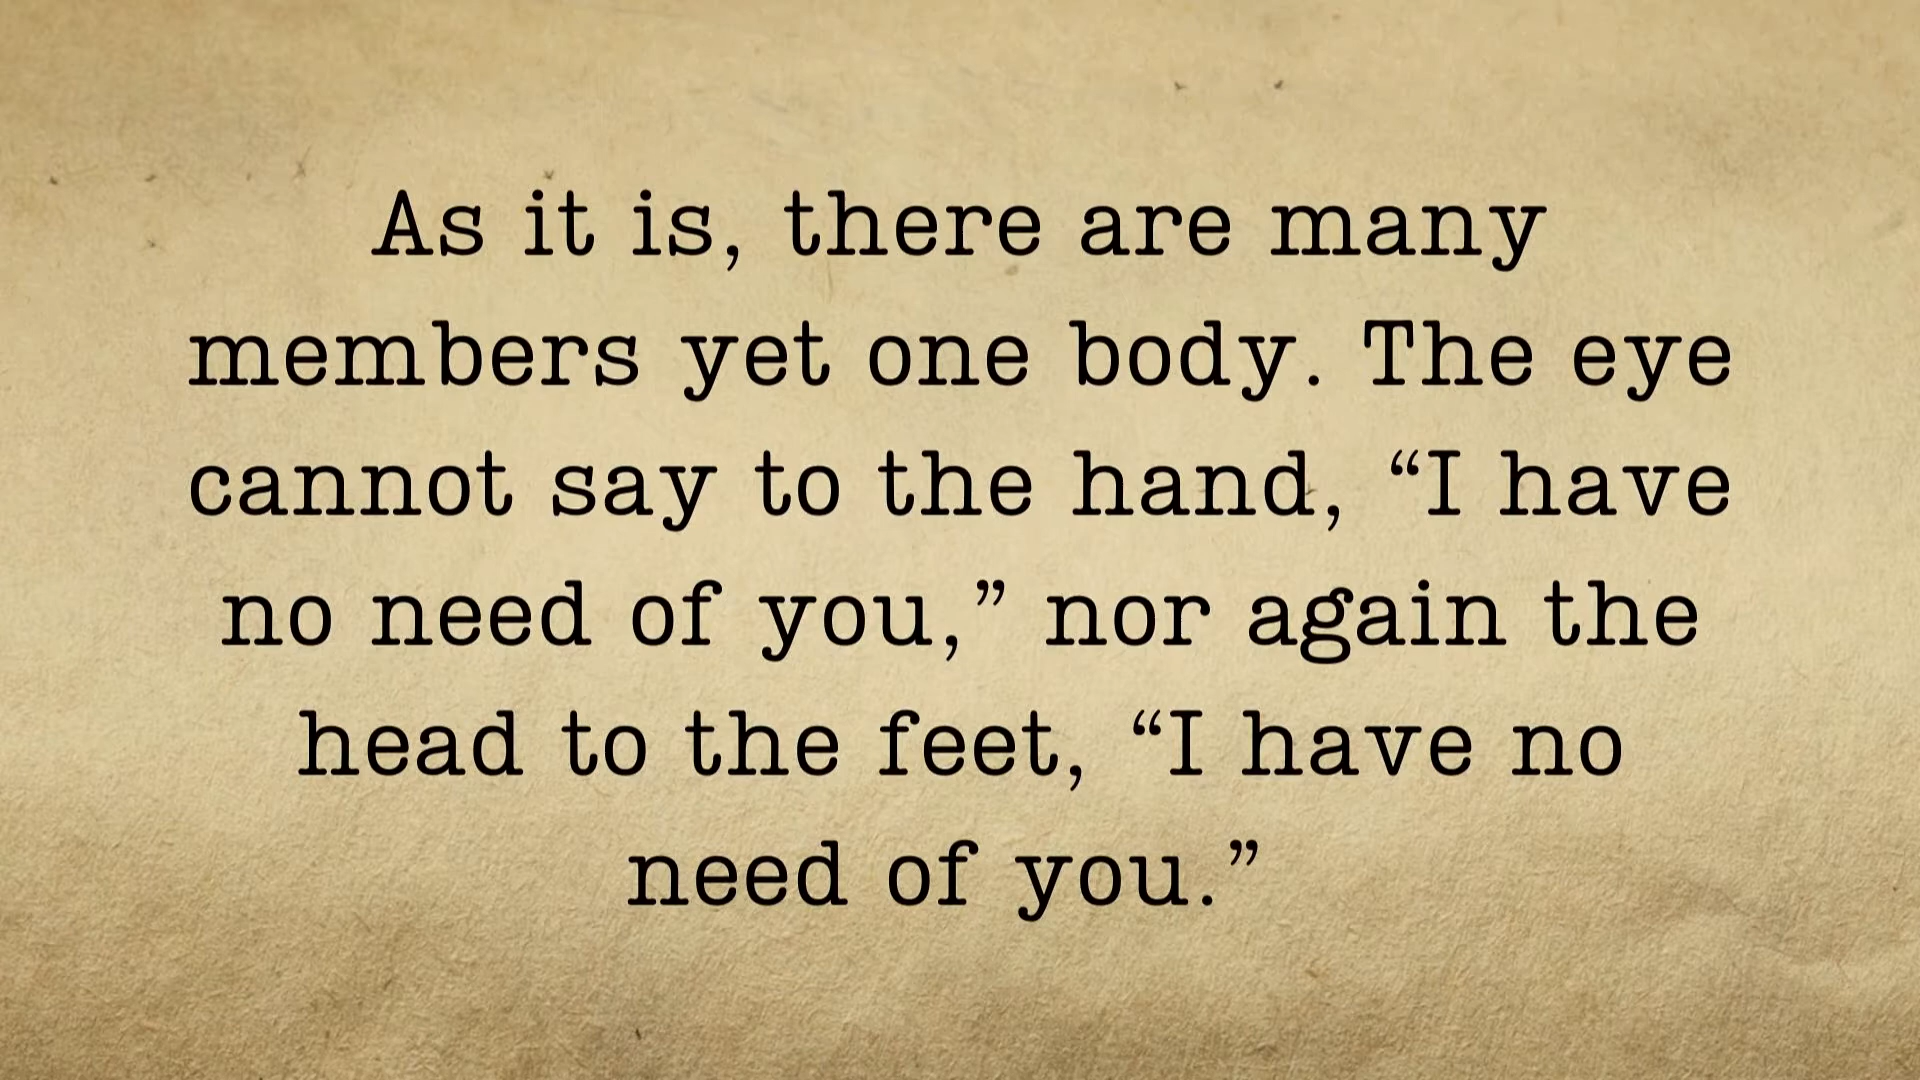 As it is, there are many
members yet one body. The eye
cannot say to the hand, “I have
no need of you,” nor again the
head to the feet, “I have no
need of you.”